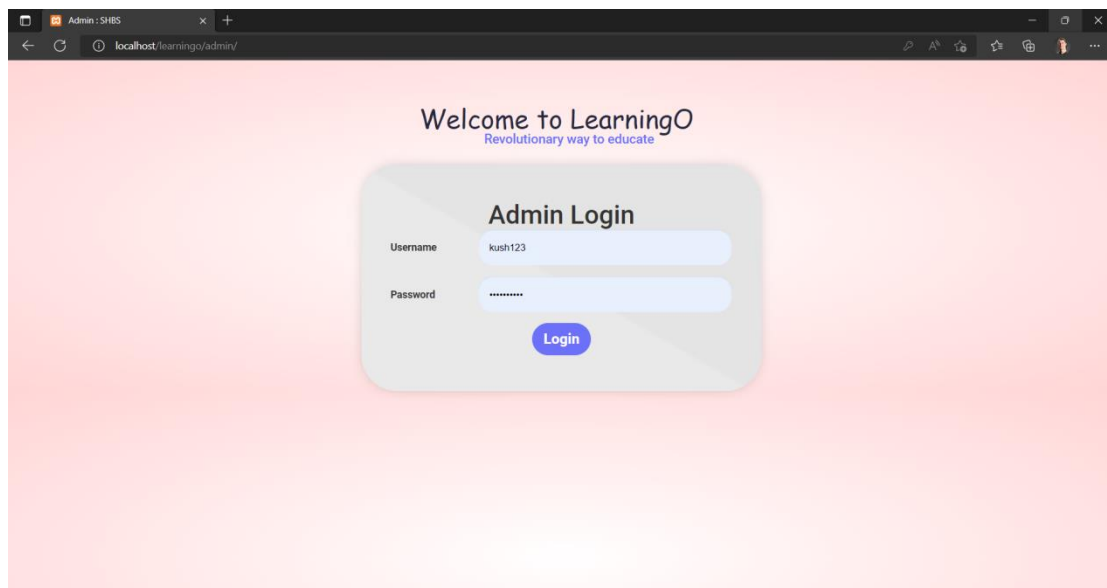 Admin : SHBS
localhost/learningo/admin/
Welcome to LearningO
Revolutionary way to educate
Admin Login
Username kush123
Password ••••••••••
Login